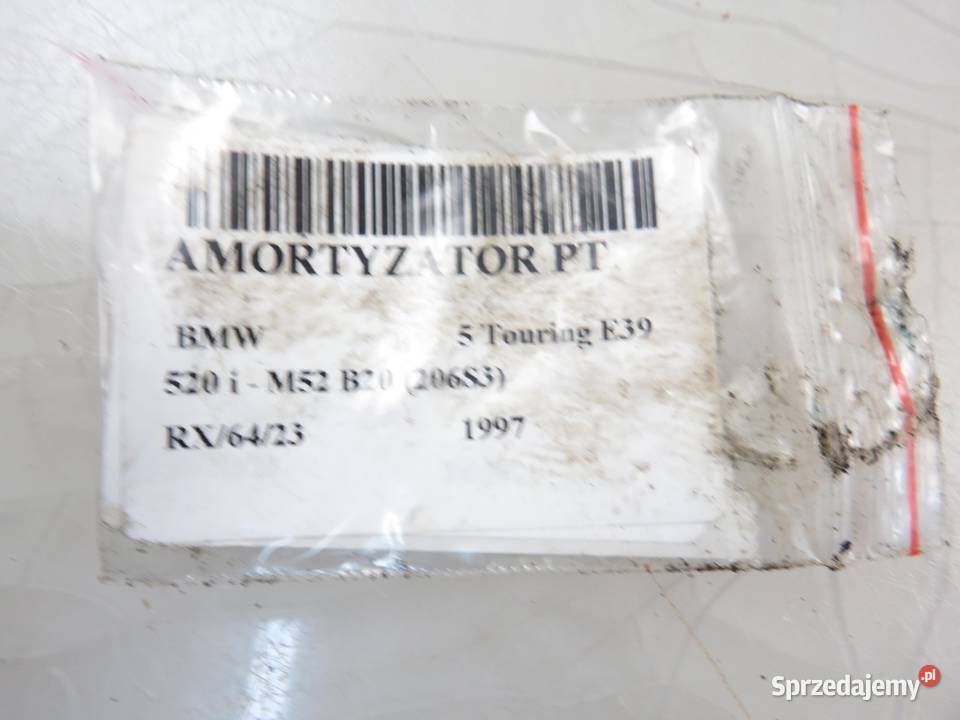 AMORTYZATOR PT
BMW 5 Touring E39
520 i - M52 B20 (206S3)
RX/64/23 1997
Sprzedajemy.pl